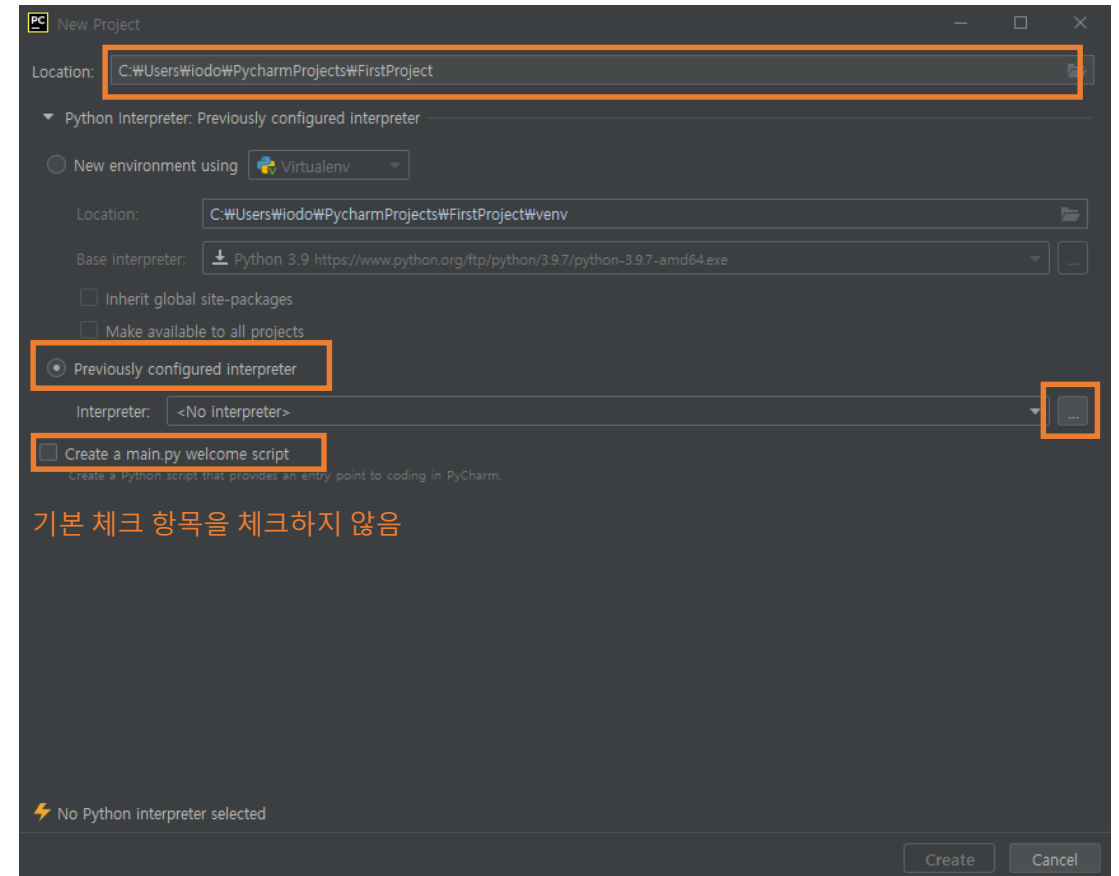 PC New Project
Location: C:₩Users₩iodo₩PycharmProjects₩FirstProject
Python Interpreter: Previously configured interpreter
New environment using Virtualenv
Location: C:₩Users₩iodo₩PycharmProjects₩FirstProject₩venv
Base interpreter: Python 3.9 https://www.python.org/ftp/python/3.9.7/python-3.9.7-amd64.exe ...
Inherit global site-packages
Make available to all projects
Previously configured interpreter
Interpreter: <No interpreter> ...
Create a main.py welcome script
Create a Python script that provides an entry point to coding in PyCharm.
기본 체크 항목을 체크하지 않음
No Python interpreter selected
Create Cancel